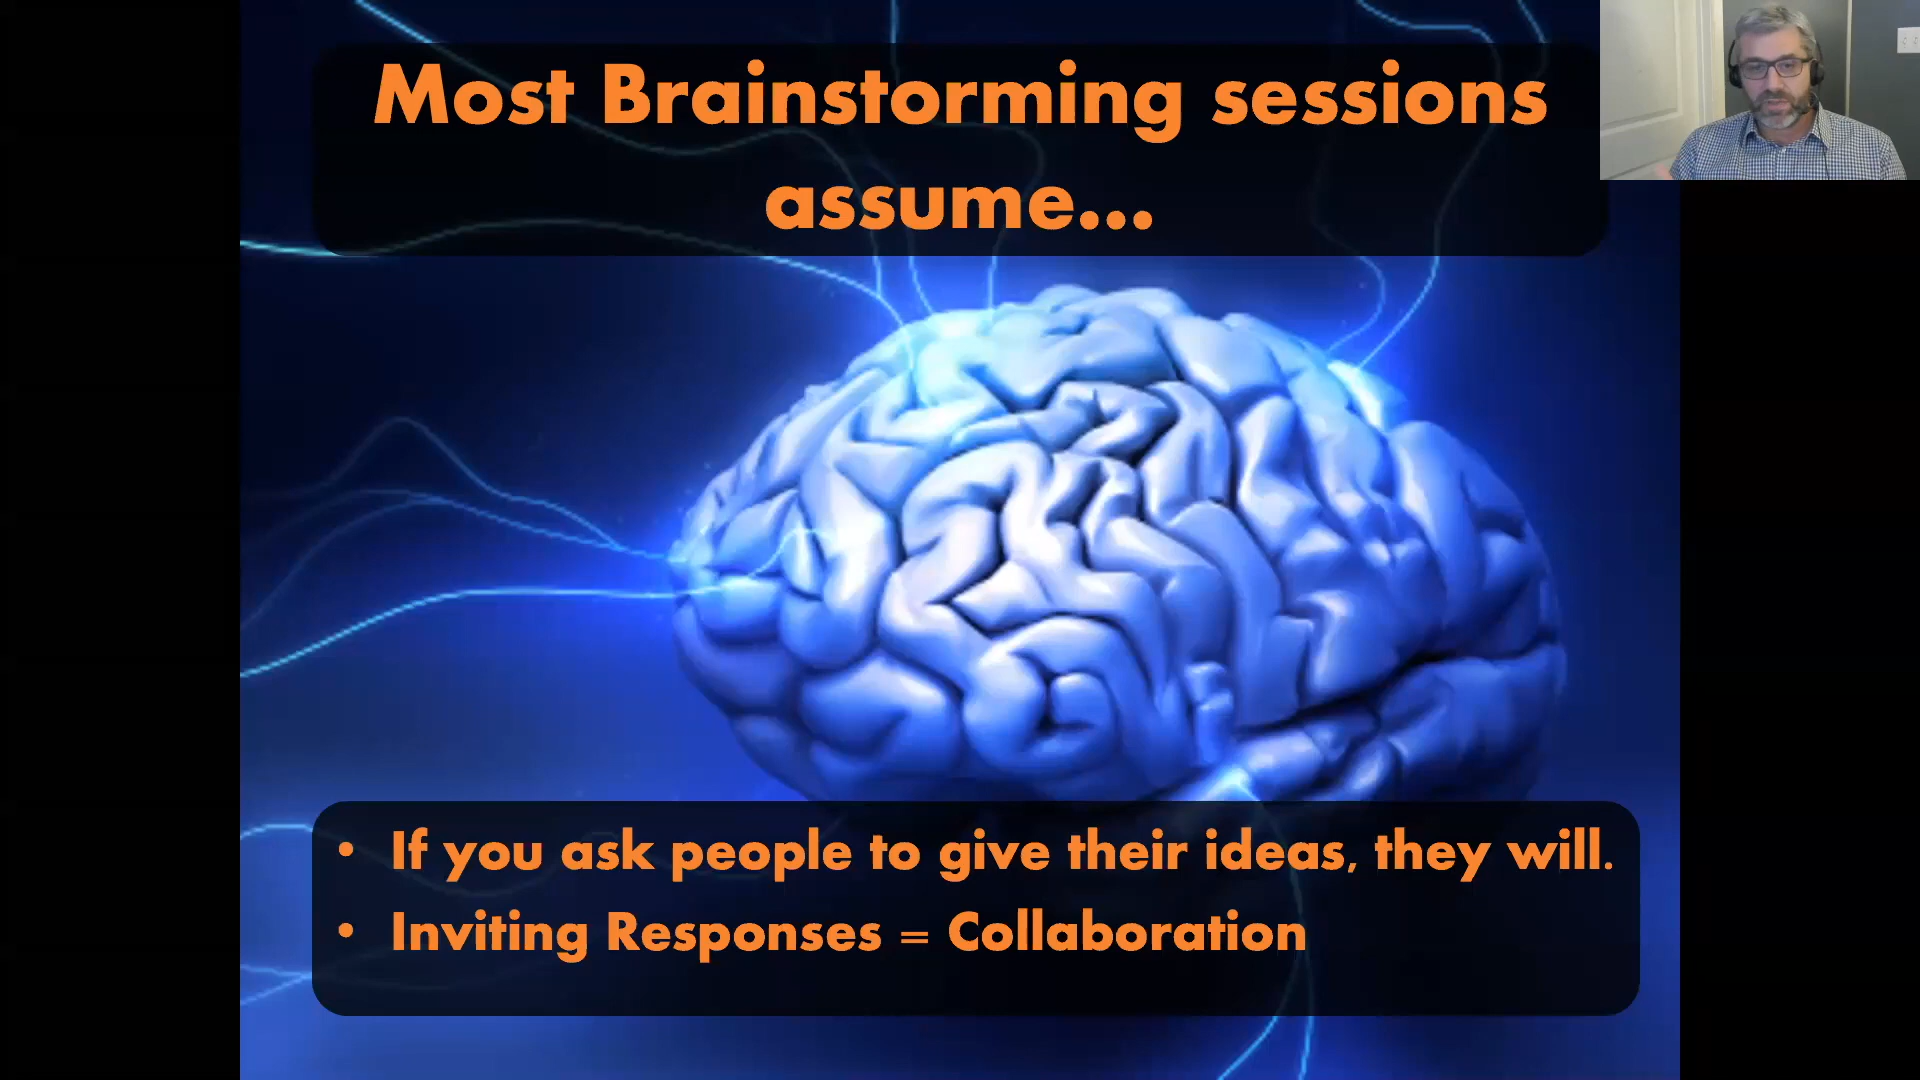 Most Brainstorming sessions
assume...
• If you ask people to give their ideas, they will.
• Inviting Responses = Collaboration